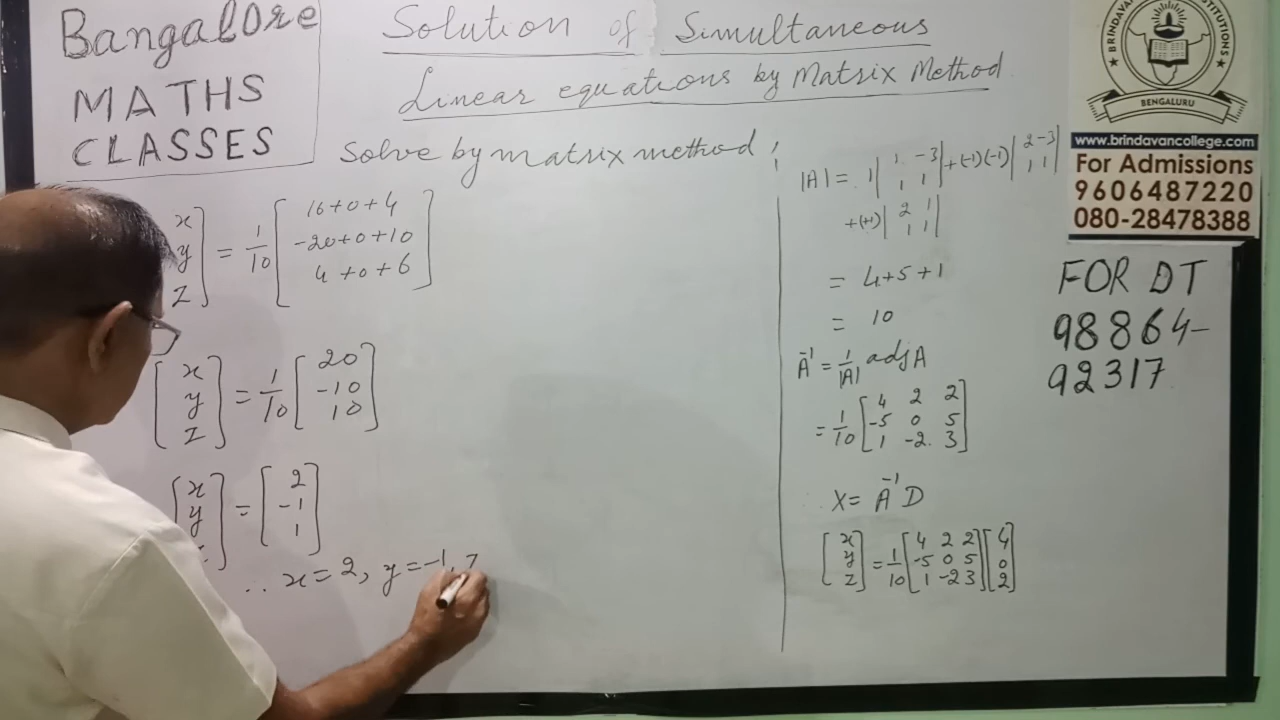 Bangalore
MATHS
CLASSES
Solution of Simultaneous
Linear equations by Matrix Method
Solve by matrix method,
[x y z] = 1/10 [16+0+4
-20+0+10
4+0+6]
[x y z] = 1/10 [20
-10
10]
[x y] = [2
-1
1]
∴ x = 2, y = -1, z
|A| = 1 |1 -3
1 1| + (-1)(-1) |2 -3
1 1|
+(+1) |2 1
1 1|
= 4+5+1
= 10
A⁻¹ = 1/|A| adj A
= 1/10 [4 2 2
-5 0 5
1 -2 3]
X = A⁻¹ D
[x y z] = 1/10 [4 2 2
-5 0 5
1 -2 3] [4
0
2]
BENGALURU
www.brindavancollege.com
For Admissions
9606487220
080-28478388
FOR DT
98864-
92317